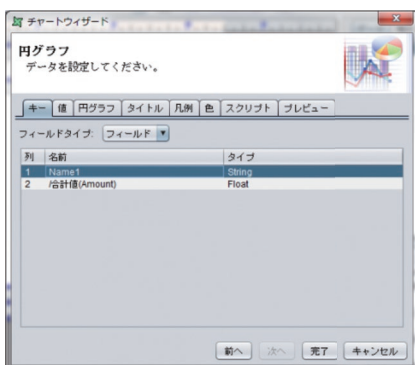 チャートウィザード
円グラフ
データを設定してください。
キー 値 円グラフ タイトル 凡例 色 スクリプト プレビュー
フィールドタイプ: フィールド
列 名前 タイプ
1 Name1 String
2 /合計値(Amount) Float
前へ 次へ 完了 キャンセル